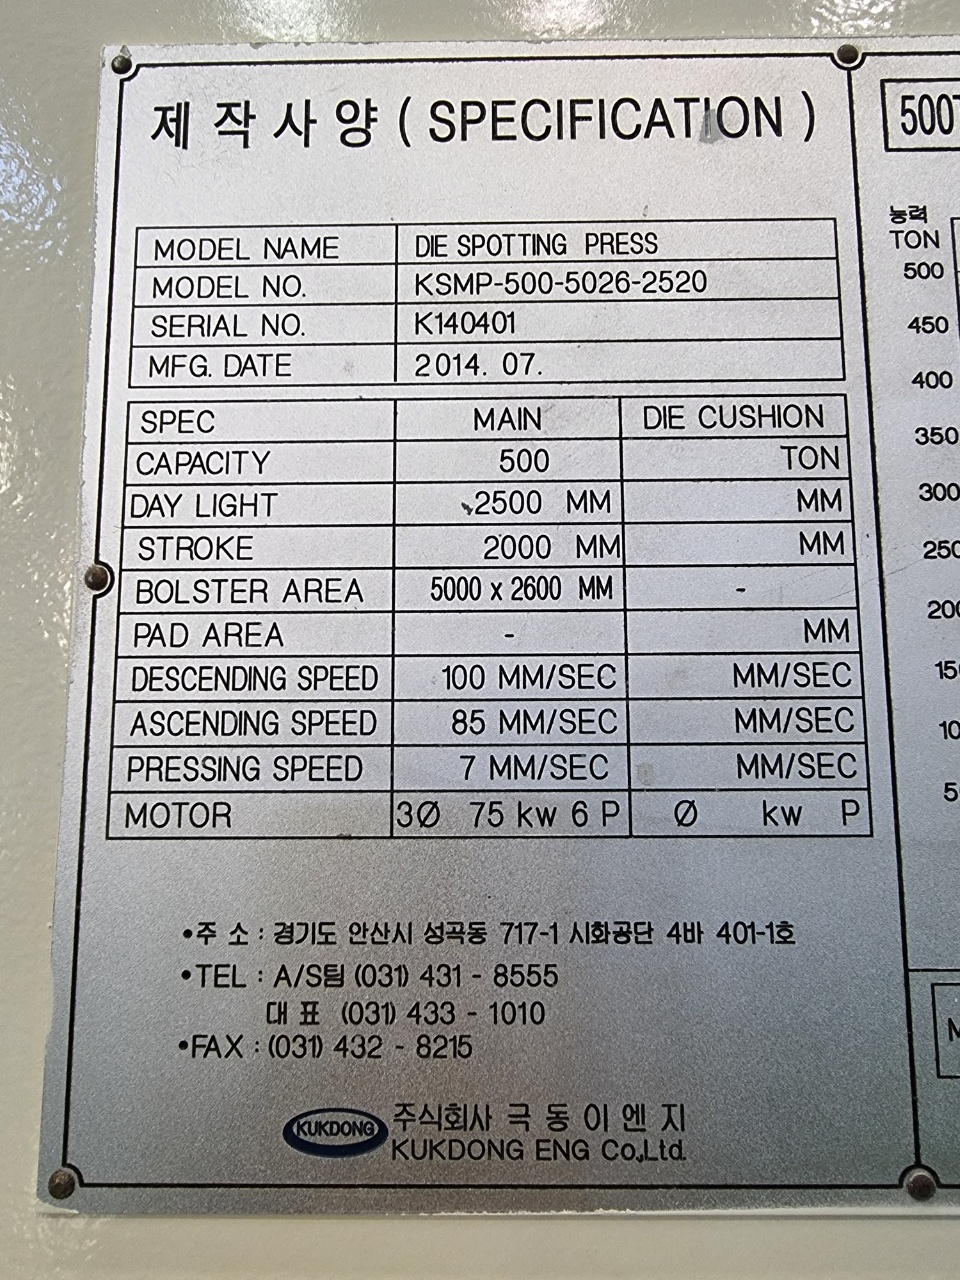 제작사양 ( SPECIFICATION )
MODEL NAME DIE SPOTTING PRESS
MODEL NO. KSMP-500-5026-2520
SERIAL NO. K140401
MFG. DATE 2014. 07.
SPEC MAIN DIE CUSHION
CAPACITY 500 TON
DAY LIGHT 2500 MM MM
STROKE 2000 MM MM
BOLSTER AREA 5000 x 2600 MM -
PAD AREA - MM
DESCENDING SPEED 100 MM/SEC MM/SEC
ASCENDING SPEED 85 MM/SEC MM/SEC
PRESSING SPEED 7 MM/SEC MM/SEC
MOTOR 3Ø 75 kw 6 P Ø kw P
•주 소 : 경기도 안산시 성곡동 717-1 시화공단 4바 401-1호
•TEL : A/S팀 (031) 431 - 8555
대 표 (031) 433 - 1010
•FAX : (031) 432 - 8215
KUKDONG 주식회사 극동이엔지
KUKDONG ENG Co.,Ltd.
500T
능력
TON
500
450
400
350
300